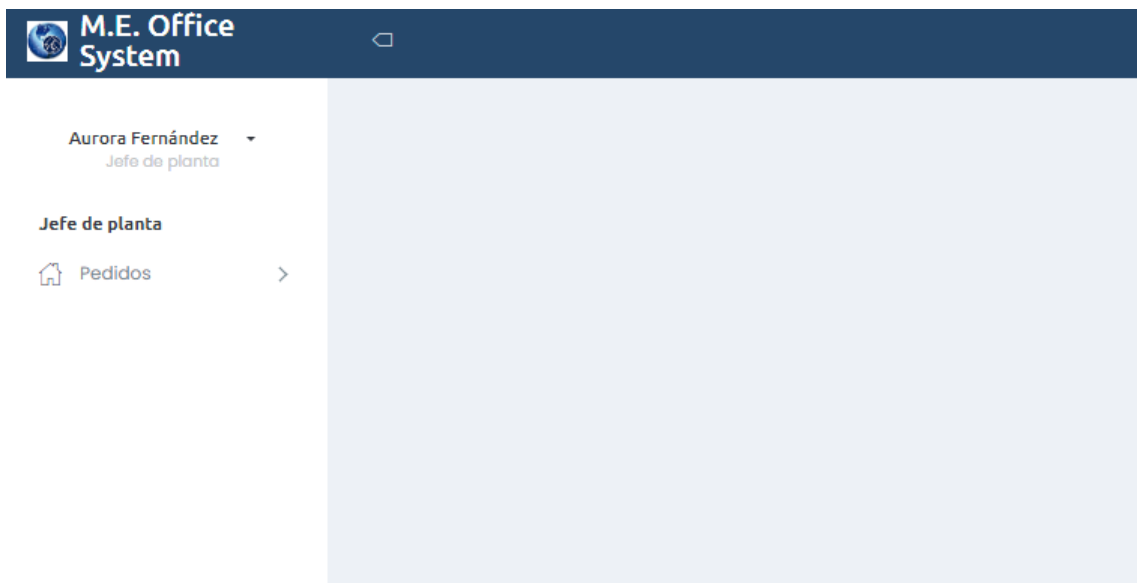 M.E. Office
System
Aurora Fernández
Jefe de planta
Jefe de planta
Pedidos